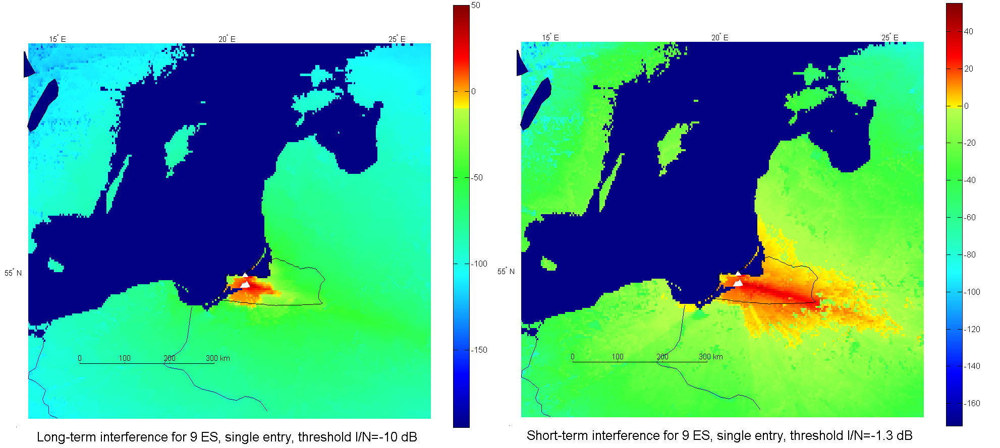 15° E 20° E 25° E
50
0
-50
-100
-150
55° N
0 100 200 300 km
Long-term interference for 9 ES, single entry, threshold I/N=-10 dB
15° E 20° E 25° E
40
20
0
-20
-40
-60
-80
-100
-120
-140
-160
55° N
0 100 200 300 km
Short-term interference for 9 ES, single entry, threshold I/N=-1.3 dB